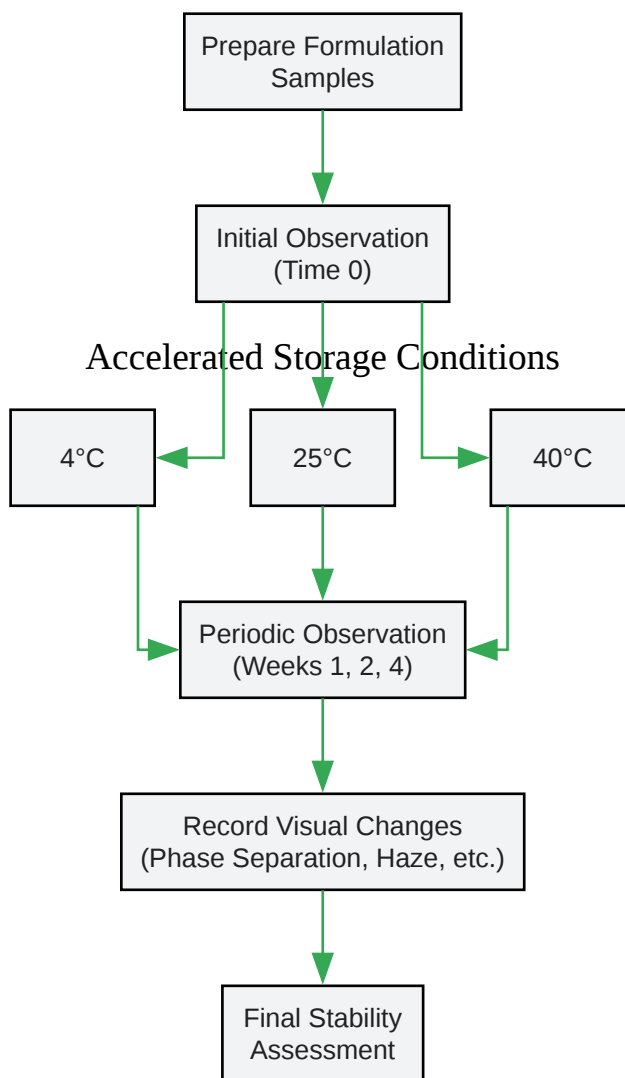 Prepare Formulation
Samples
Initial Observation
(Time 0)
Accelerated Storage Conditions
4°C
25°C
40°C
Periodic Observation
(Weeks 1, 2, 4)
Record Visual Changes
(Phase Separation, Haze, etc.)
Final Stability
Assessment